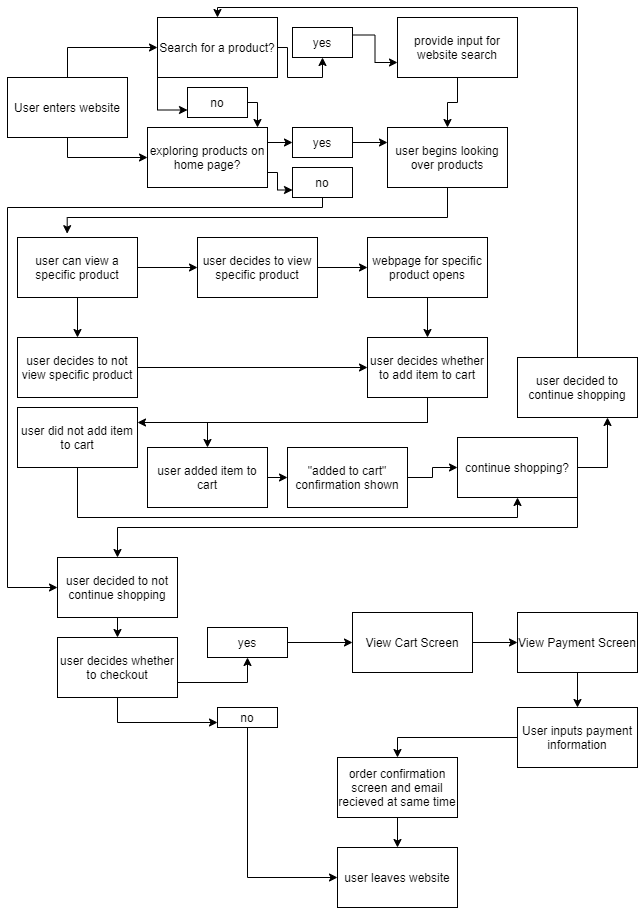 Search for a product?
yes
provide input for
website search
User enters website
no
exploring products on
home page?
yes
user begins looking
over products
no
user can view a
specific product
user decides to view
specific product
webpage for specific
product opens
user decides to not
view specific product
user decides whether
to add item to cart
user decided to
continue shopping
user did not add item
to cart
user added item to
cart
"added to cart"
confirmation shown
continue shopping?
user decided to not
continue shopping
user decides whether
to checkout
yes
View Cart Screen
View Payment Screen
no
User inputs payment
information
order confirmation
screen and email
recieved at same time
user leaves website